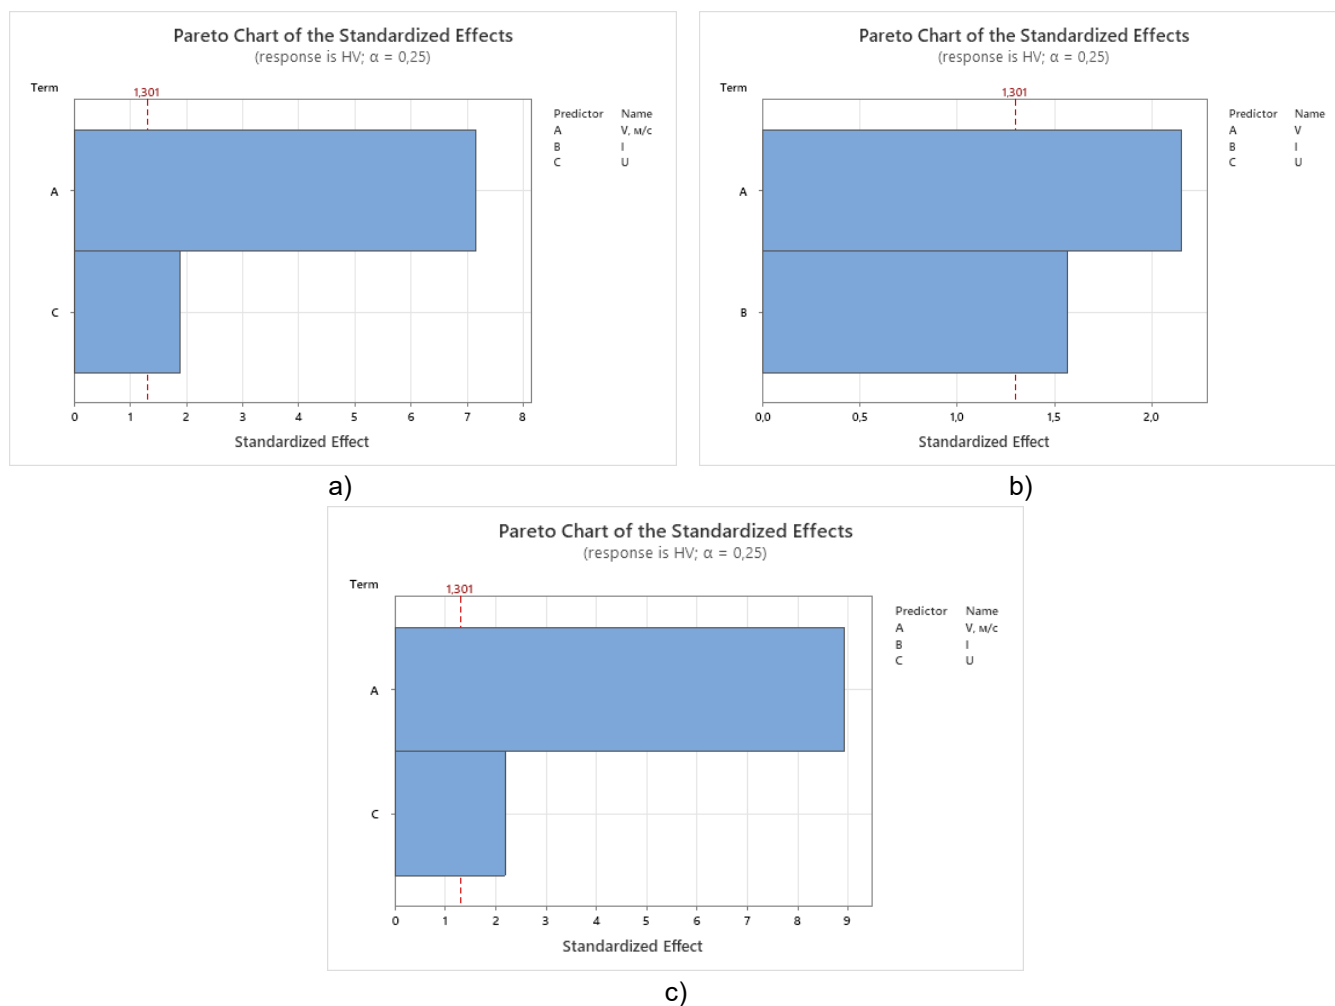 Pareto Chart of the Standardized Effects
(response is HV; α = 0,25)
Term
1,301
A
C
0 1 2 3 4 5 6 7 8
Standardized Effect
Predictor Name
A V, м/с
B I
C U
a)
Pareto Chart of the Standardized Effects
(response is HV; α = 0,25)
Term
1,301
A
B
0,0 0,5 1,0 1,5 2,0
Standardized Effect
Predictor Name
A V
B I
C U
b)
Pareto Chart of the Standardized Effects
(response is HV; α = 0,25)
Term
1,301
A
C
0 1 2 3 4 5 6 7 8 9
Standardized Effect
Predictor Name
A V, м/с
B I
C U
c)